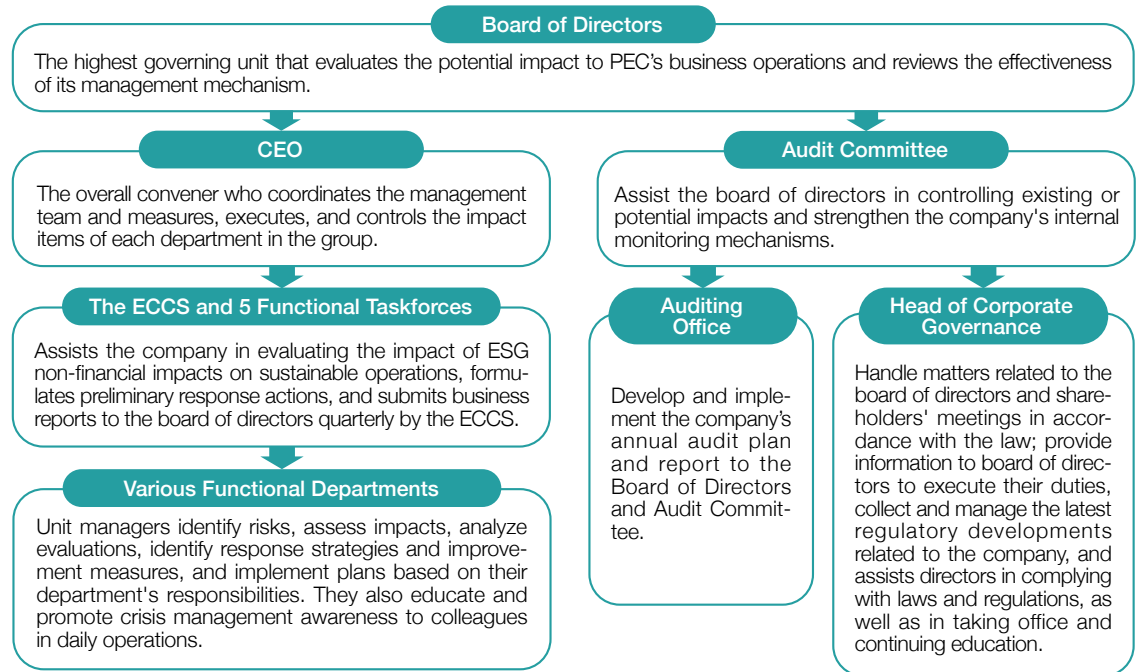 Board of Directors
The highest governing unit that evaluates the potential impact to PEC's business operations and reviews the effectiveness
of its management mechanism.
CEO
The overall convener who coordinates the management
team and measures, executes, and controls the impact
items of each department in the group.
The ECCS and 5 Functional Taskforces
Assists the company in evaluating the impact of ESG
non-financial impacts on sustainable operations, formu-
lates preliminary response actions, and submits business
reports to the board of directors quarterly by the ECCS.
Various Functional Departments
Unit managers identify risks, assess impacts, analyze
evaluations, identify response strategies and improve-
ment measures, and implement plans based on their
department's responsibilities. They also educate and
promote crisis management awareness to colleagues
in daily operations.
Audit Committee
Assist the board of directors in controlling existing or
potential impacts and strengthen the company's internal
monitoring mechanisms.
Auditing
Office
Develop and imple-
ment the company's
annual audit plan
and report to the
Board of Directors
and Audit Commit-
tee.
Head of Corporate
Governance
Handle matters related to the
board of directors and share-
holders' meetings in accor-
dance with the law; provide
information to board of direc-
tors to execute their duties,
collect and manage the latest
regulatory developments
related to the company, and
assists directors in complying
with laws and regulations, as
well as in taking office and
continuing education.